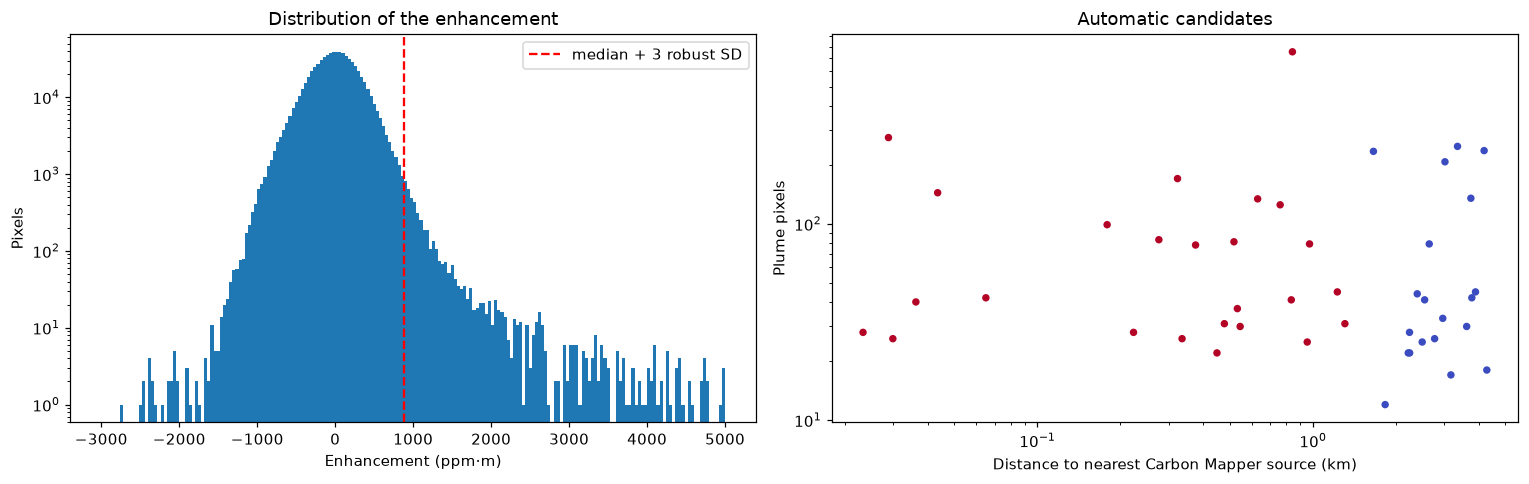 Distribution of the enhancement
median + 3 robust SD
Pixels
10⁴
10³
10²
10¹
10⁰
−3000 −2000 −1000 0 1000 2000 3000 4000 5000
Enhancement (ppm·m)
Automatic candidates
Plume pixels
10²
10¹
10⁻¹ 10⁰
Distance to nearest Carbon Mapper source (km)